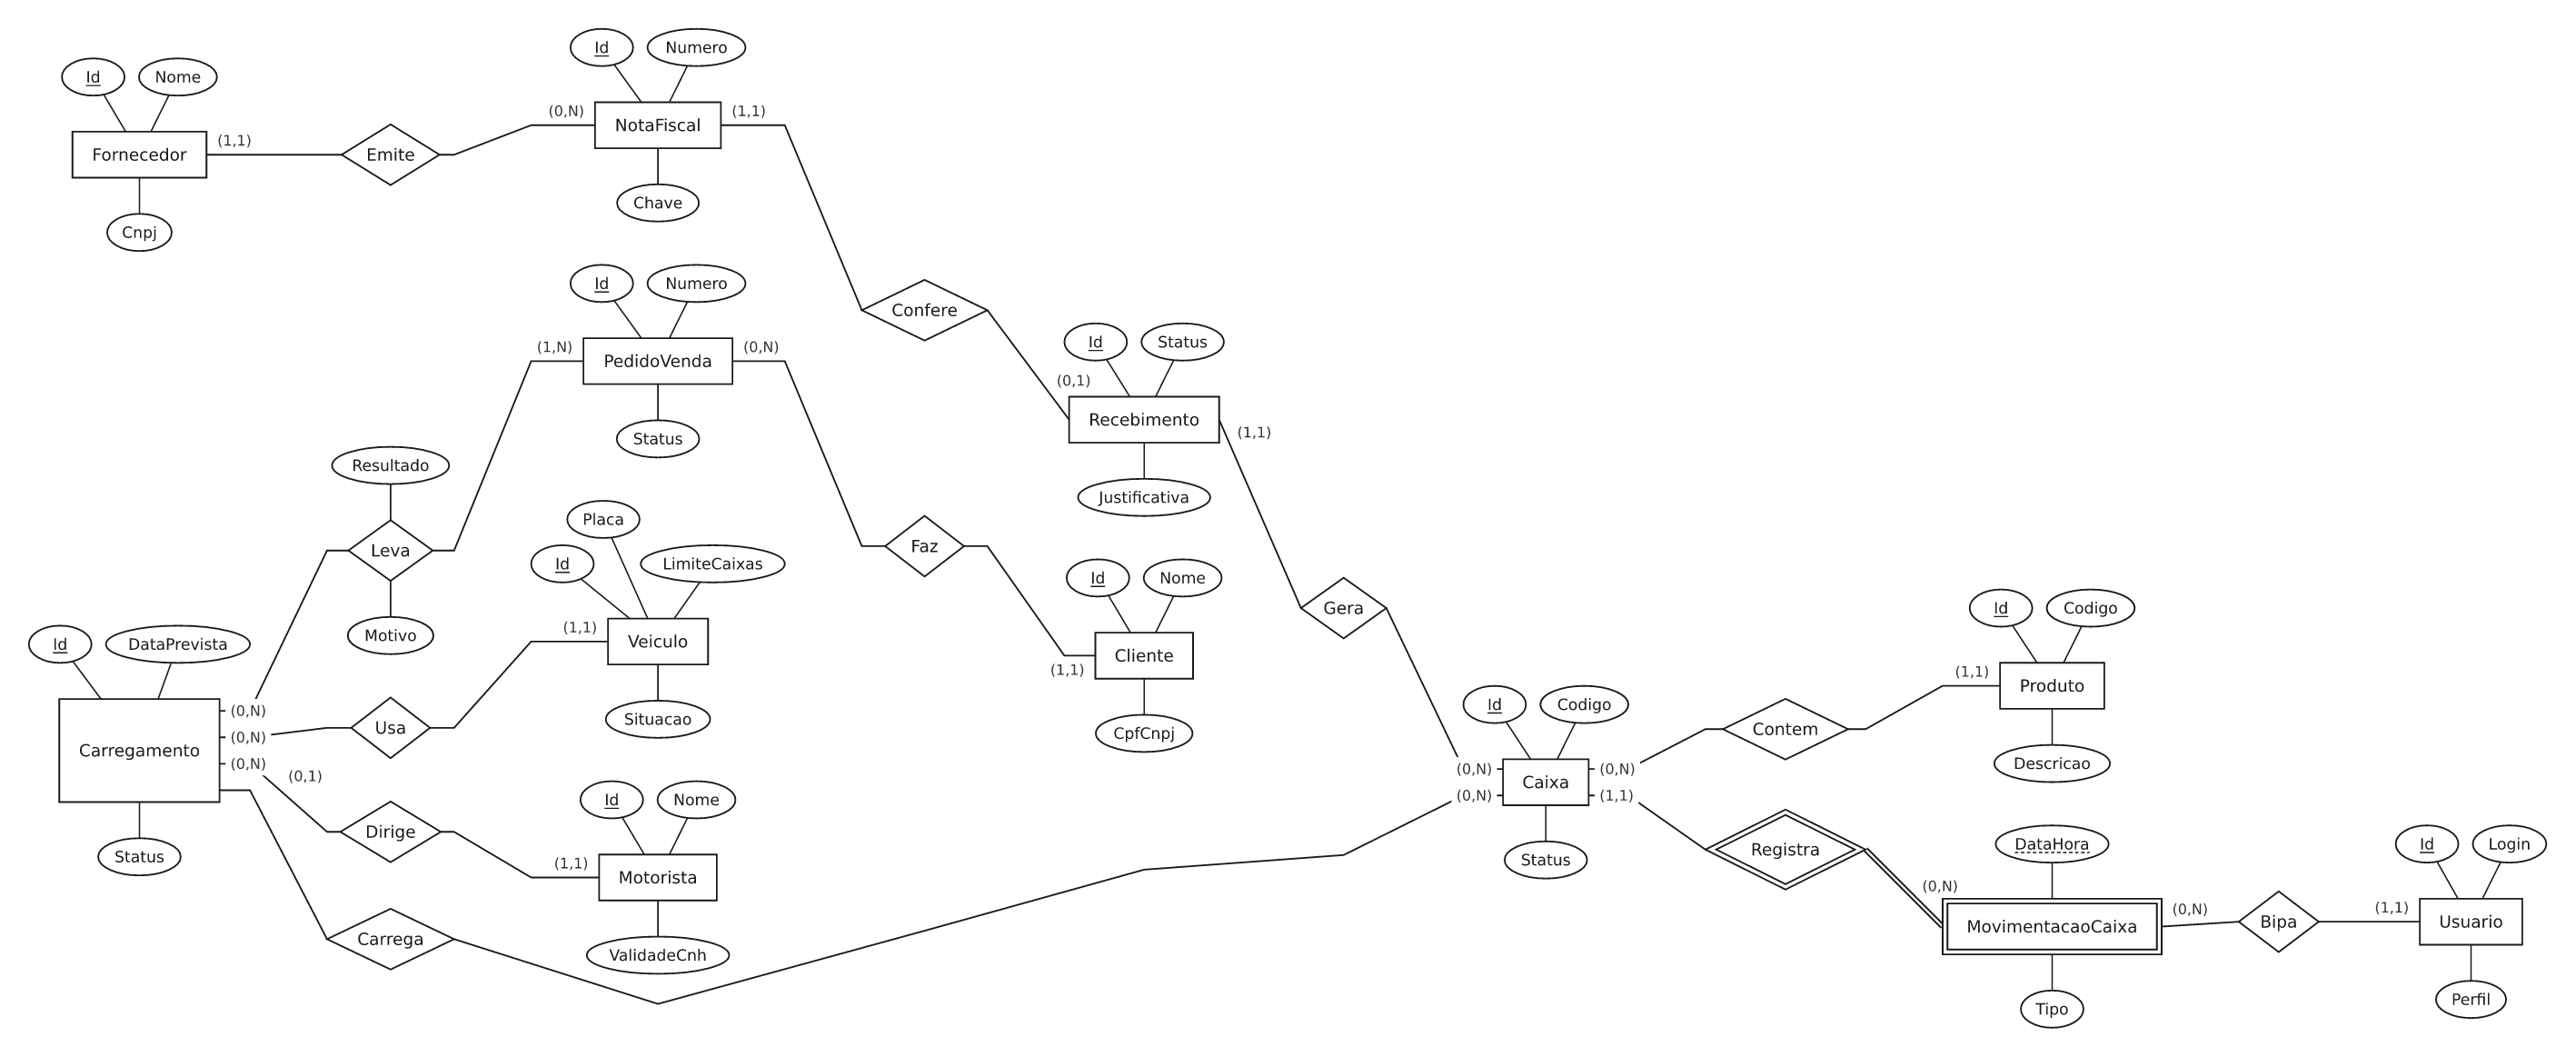 Id
Numero
Id
Nome
(0,N)
NotaFiscal
(1,1)
(1,1)
Fornecedor
Emite
Chave
Cnpj
Id
Numero
Confere
Id
Status
(1,N)
PedidoVenda
(0,N)
(0,1)
Recebimento
(1,1)
Status
Resultado
Justificativa
Placa
Leva
Faz
Id
LimiteCaixas
Id
Nome
Id
Codigo
Gera
(1,1)
Motivo
Veiculo
Id
DataPrevista
Cliente
(1,1)
(1,1)
Produto
Id
Codigo
(0,N)
Situacao
Usa
Contem
CpfCnpj
(0,N)
Carregamento
(0,N)
(0,1)
Descricao
(0,N)
Caixa
(0,N)
(0,N)
(1,1)
Id
Nome
Dirige
DataHora
Id
Login
Registra
Status
Status
(1,1)
Motorista
(0,N)
(0,N)
(1,1)
MovimentacaoCaixa
Bipa
Usuario
Carrega
ValidadeCnh
Perfil
Tipo